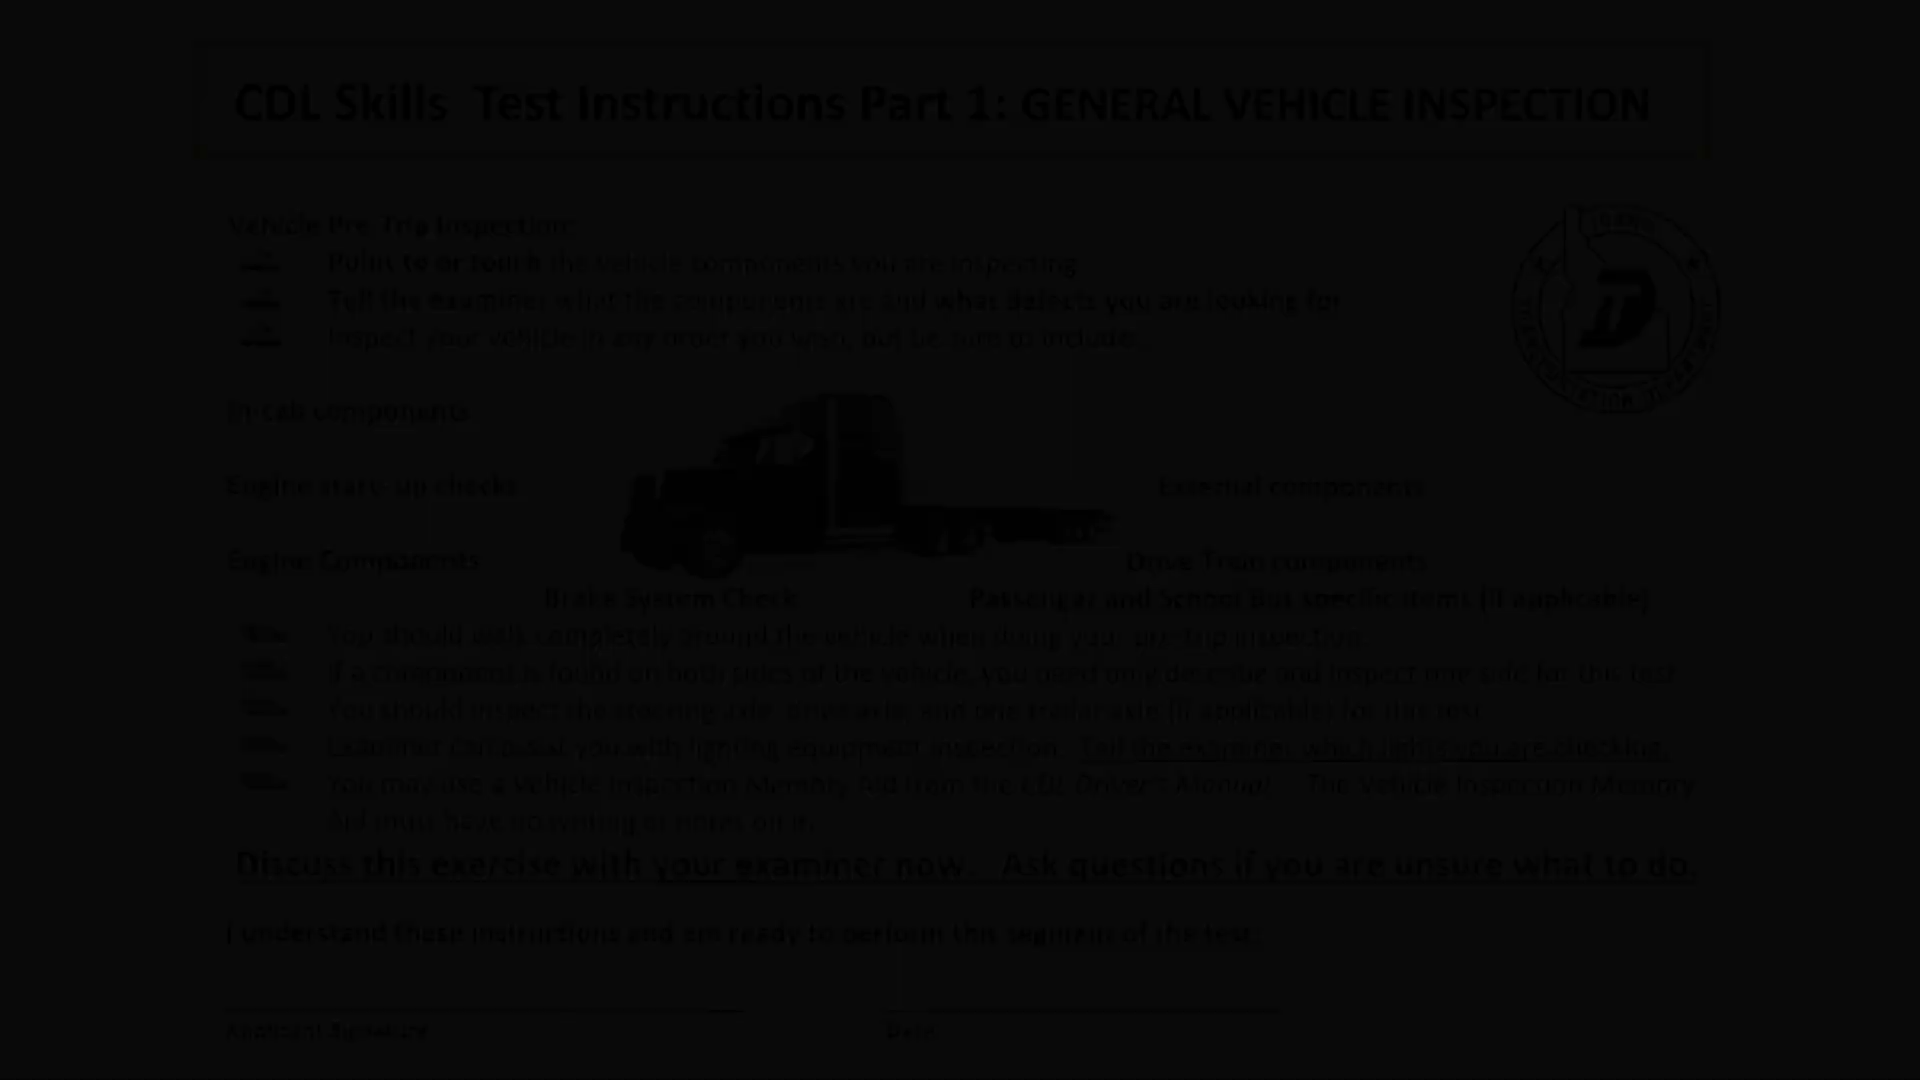 CDL Skills Test Instructions Part 1: GENERAL VEHICLE INSPECTION
Vehicle Pre-Trip Inspection:
Point to or touch the vehicle components you are inspecting
Tell the examiner what the components are and what defects you are looking for
Inspect your vehicle in any order you wish, but be sure to include:
In-cab components
Engine start-up checks
External components
Engine Components
Drive Train components
Brake System Check
Passenger and School Bus specific items (if applicable)
You should walk completely around the vehicle when doing your pre-trip inspection.
If a component is found on both sides of the vehicle, you need only describe and inspect one side for this test
You should inspect the steering axle, drive axle, and one trailer axle (if applicable) for this test
Examiner can assist you with lighting equipment inspection. Tell the examiner which lights you are checking.
You may use a Vehicle Inspection Memory Aid from the CDL Driver's Manual. The Vehicle Inspection Memory
Aid must have no writing or notes on it.
Discuss this exercise with your examiner now. Ask questions if you are unsure what to do.
I understand these instructions and am ready to perform this segment of the test:
Applicant Signature
Date
IDAHO
TRANSPORTATION DEPARTMENT